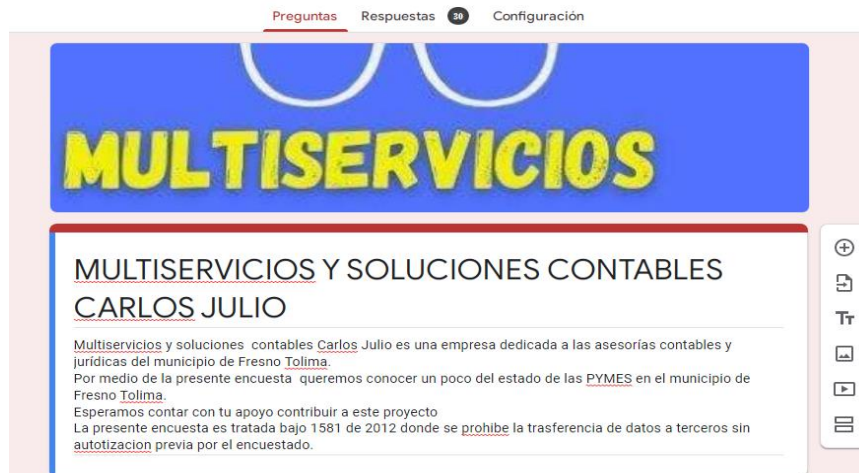 Preguntas Respuestas 30 Configuración
MULTISERVICIOS
MULTISERVICIOS Y SOLUCIONES CONTABLES
CARLOS JULIO
Multiservicios y soluciones contables Carlos Julio es una empresa dedicada a las asesorías contables y
jurídicas del municipio de Fresno Tolima.
Por medio de la presente encuesta queremos conocer un poco del estado de las PYMES en el municipio de
Fresno Tolima.
Esperamos contar con tu apoyo contribuir a este proyecto
La presente encuesta es tratada bajo 1581 de 2012 donde se prohibe la trasferencia de datos a terceros sin
autotizacion previa por el encuestado.
Tт